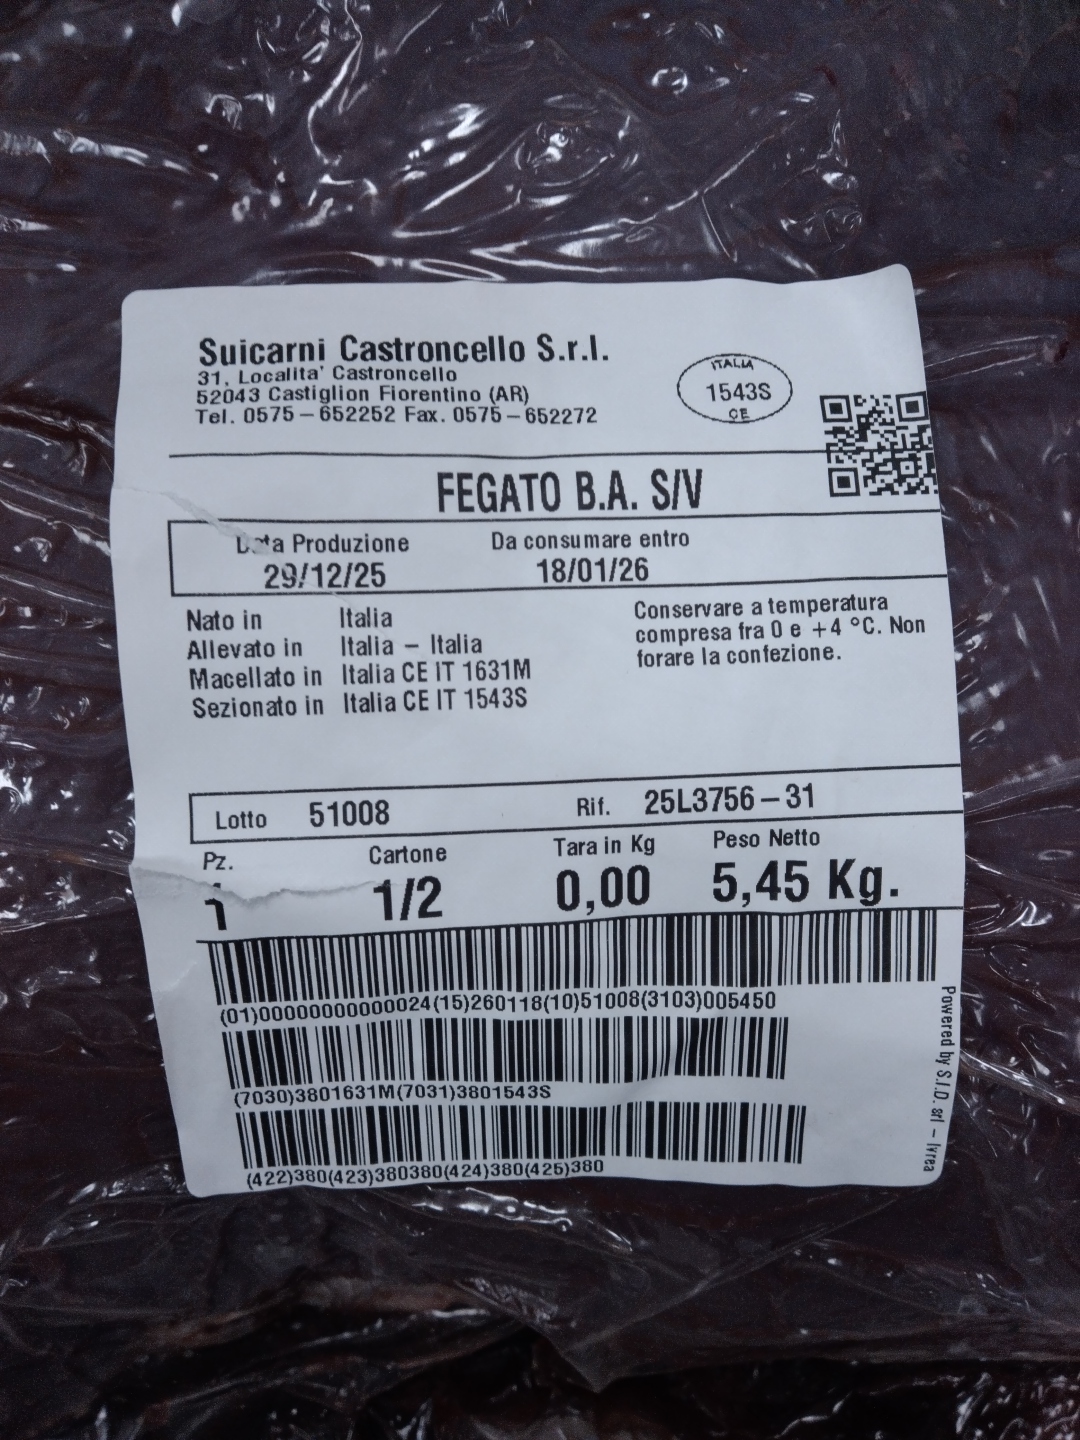 Suicarni Castroncello S.r.l.
31, Localita' Castroncello
52043 Castiglion Fiorentino (AR)
Tel. 0575-652252 Fax. 0575-652272
ITALIA
1543S
CE
FEGATO B.A. S/V
Data Produzione Da consumare entro
29/12/25 18/01/26
Nato in Italia
Allevato in Italia - Italia
Macellato in Italia CE IT 1631M
Sezionato in Italia CE IT 1543S
Conservare a temperatura
compresa fra 0 e +4 °C. Non
forare la confezione.
Lotto 51008 Rif. 25L3756-31
Pz. Cartone Tara in Kg Peso Netto
1 1/2 0,00 5,45 Kg.
(01)00000000000024(15)260118(10)51008(3103)005450
(7030)3801631M(7031)3801543S
(422)380(423)380380(424)380(425)380
Powered by S.I.D. srl - Ivrea